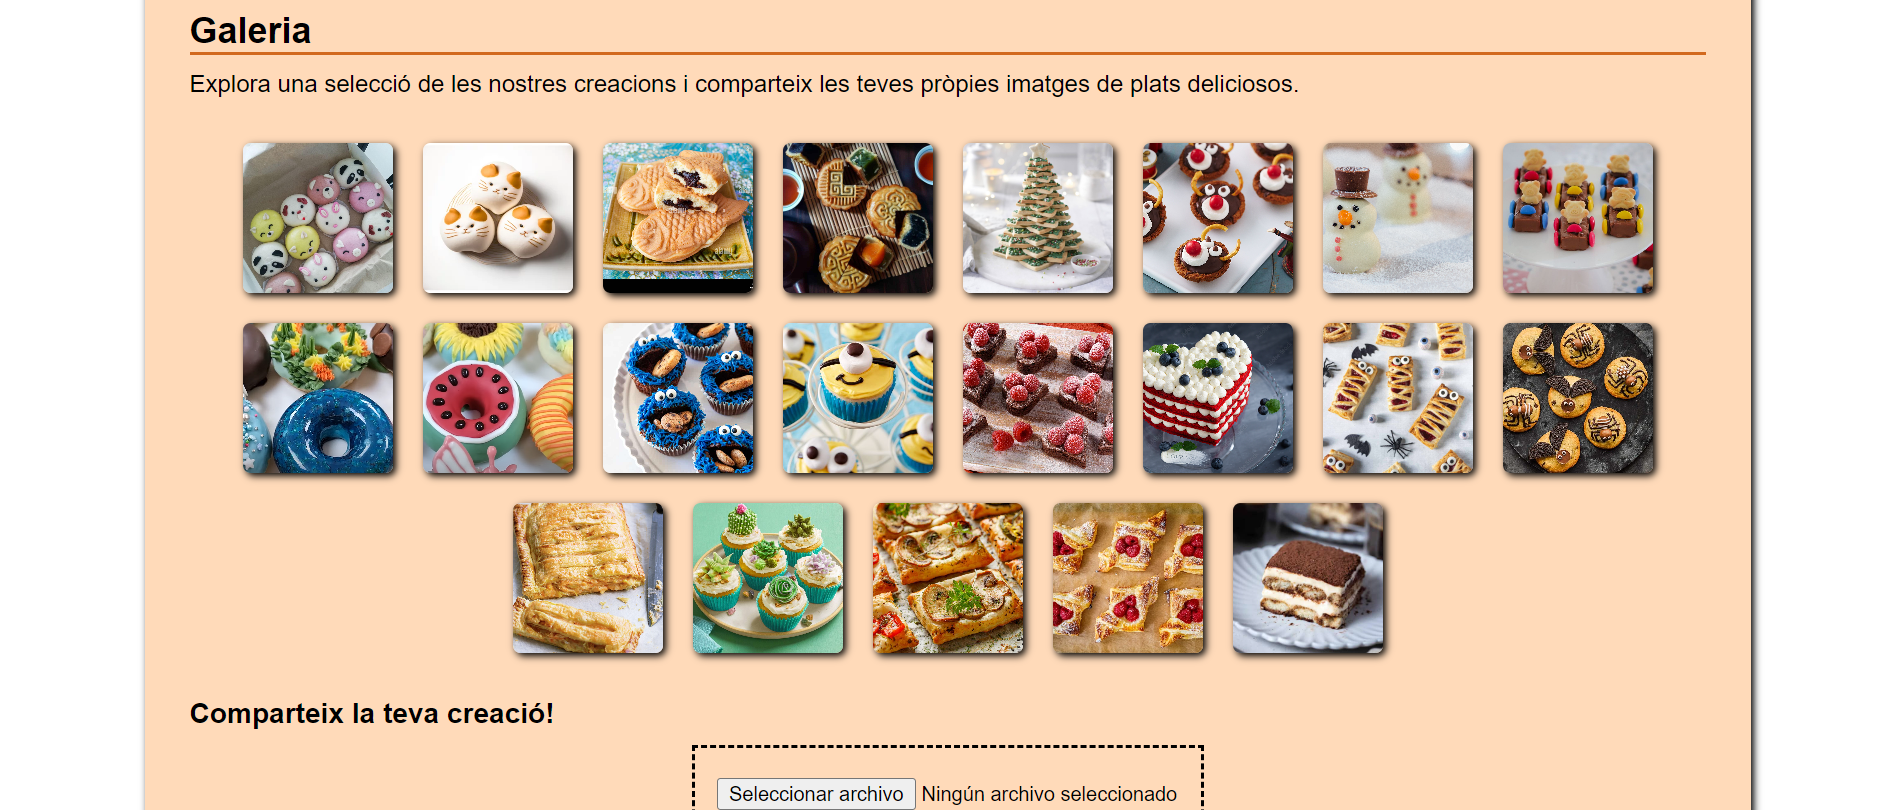 Galeria
Explora una selecció de les nostres creacions i comparteix les teves pròpies imatges de plats deliciosos.
Comparteix la teva creació!
Seleccionar archivo Ningún archivo seleccionado